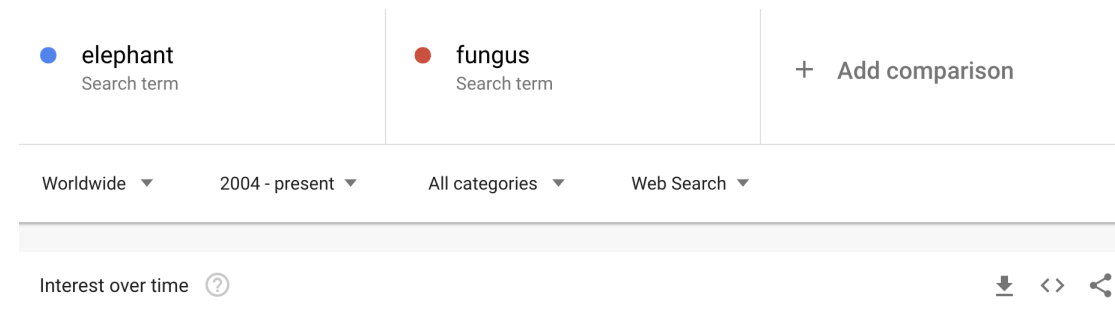 elephant
Search term
fungus
Search term
+ Add comparison
Worldwide
2004 - present
All categories
Web Search
Interest over time ?